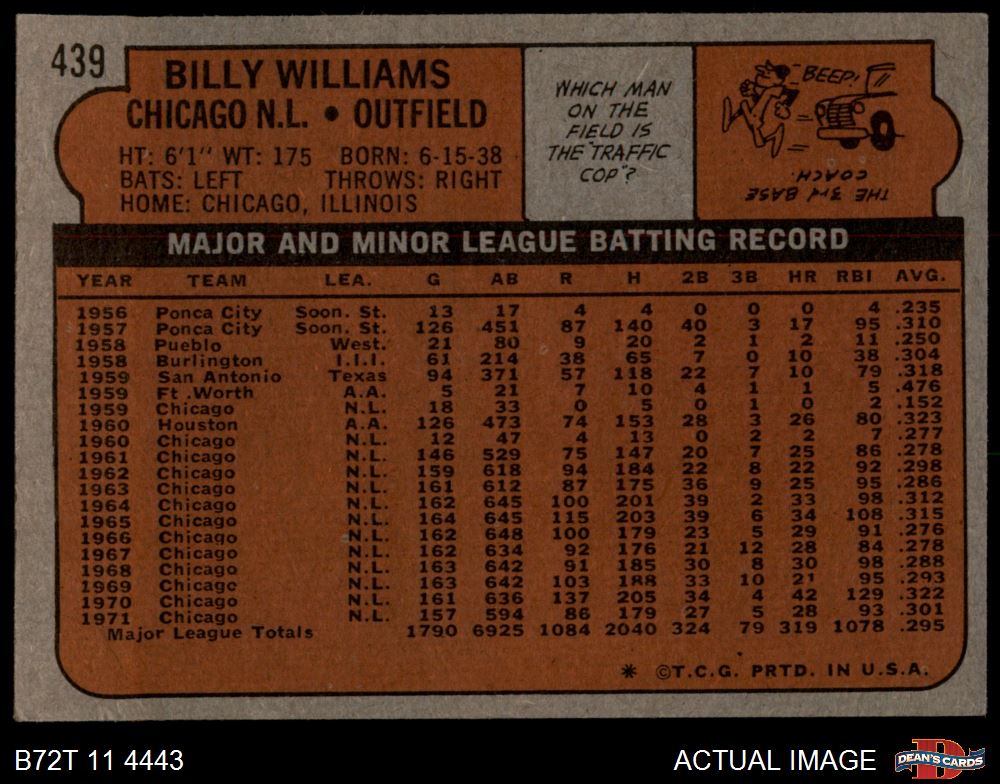 439
BILLY WILLIAMS
CHICAGO N.L. • OUTFIELD
HT: 6'1" WT: 175 BORN: 6-15-38
BATS: LEFT THROWS: RIGHT
HOME: CHICAGO, ILLINOIS
WHICH MAN
ON THE
FIELD IS
THE "TRAFFIC
COP"?
BEEP!
THE 3rd BASE
COACH.
MAJOR AND MINOR LEAGUE BATTING RECORD
YEAR TEAM LEA. G AB R H 2B 3B HR RBI AVG.
1956 Ponca City Soon. St. 13 17 4 4 0 0 0 4 .235
1957 Ponca City Soon. St. 126 451 87 140 40 3 17 95 .310
1958 Pueblo West. 21 80 9 20 2 1 2 11 .250
1958 Burlington I.I.I. 61 214 38 65 7 0 10 38 .304
1959 San Antonio Texas 94 371 57 118 22 7 10 79 .318
1959 Ft .Worth A.A. 5 21 7 10 4 1 1 5 .476
1959 Chicago N.L. 18 33 0 5 0 1 0 2 .152
1960 Houston A.A. 126 473 74 153 28 3 26 80 .323
1960 Chicago N.L. 12 47 4 13 0 2 2 7 .277
1961 Chicago N.L. 146 529 75 147 20 7 25 86 .278
1962 Chicago N.L. 159 618 94 184 22 8 22 92 .298
1963 Chicago N.L. 161 612 87 175 36 9 25 95 .286
1964 Chicago N.L. 162 645 100 201 39 2 33 98 .312
1965 Chicago N.L. 164 645 115 203 39 6 34 108 .315
1966 Chicago N.L. 162 648 100 179 23 5 29 91 .276
1967 Chicago N.L. 162 634 92 176 21 12 28 84 .278
1968 Chicago N.L. 163 642 91 185 30 8 30 98 .288
1969 Chicago N.L. 163 642 103 188 33 10 21 95 .293
1970 Chicago N.L. 161 636 137 205 34 4 42 129 .322
1971 Chicago N.L. 157 594 86 179 27 5 28 93 .301
Major League Totals 1790 6925 1084 2040 324 79 319 1078 .295
* ©T.C.G. PRTD. IN U.S.A.
B72T 11 4443
ACTUAL IMAGE
DEAN'S CARDS